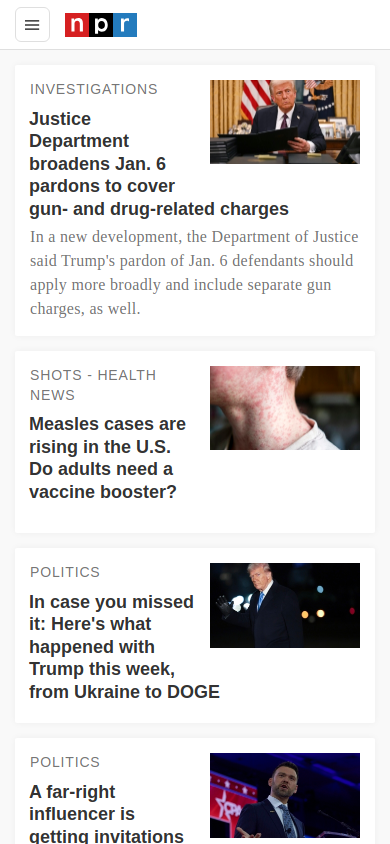 npr
INVESTIGATIONS
Justice
Department
broadens Jan. 6
pardons to cover
gun- and drug-related charges
In a new development, the Department of Justice
said Trump's pardon of Jan. 6 defendants should
apply more broadly and include separate gun
charges, as well.
SHOTS - HEALTH
NEWS
Measles cases are
rising in the U.S.
Do adults need a
vaccine booster?
POLITICS
In case you missed
it: Here's what
happened with
Trump this week,
from Ukraine to DOGE
POLITICS
A far-right
influencer is
getting invitations
CPAC